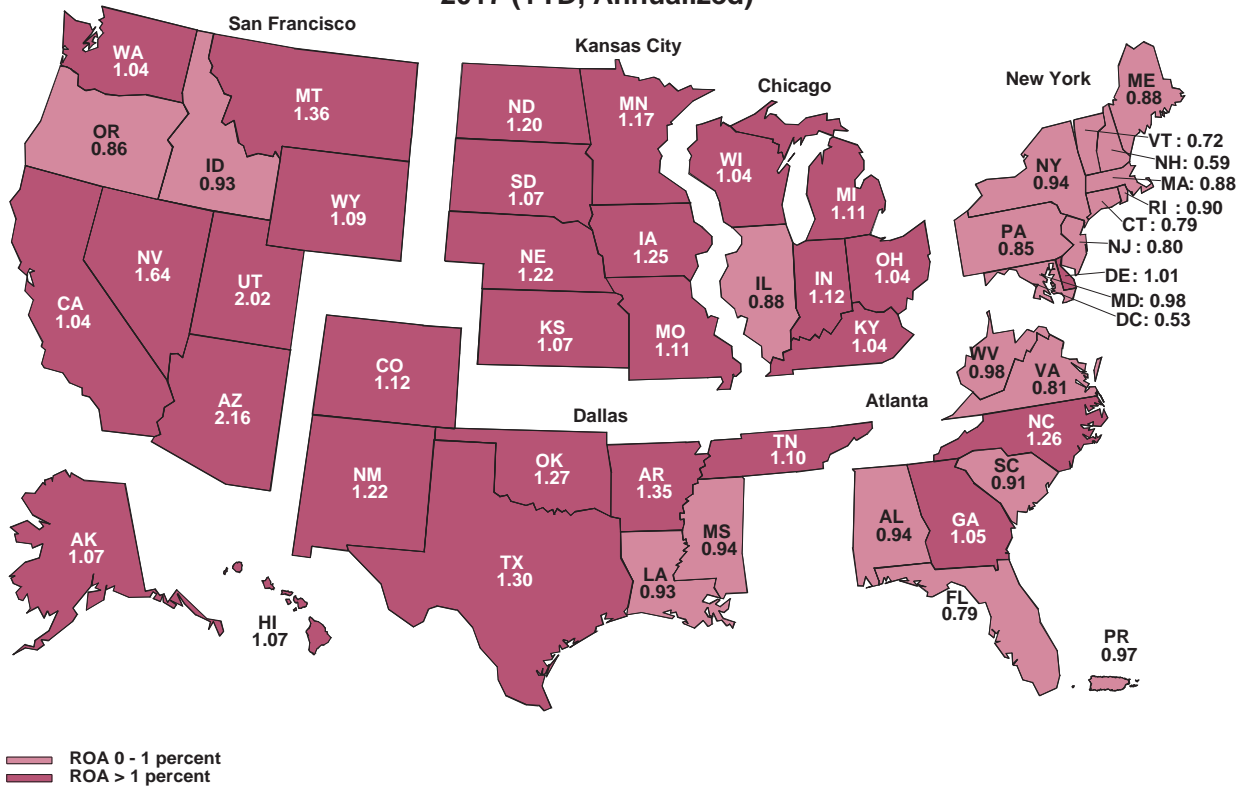 2017 (YTD, Annualized)
San Francisco
Kansas City
Chicago
New York
Dallas
Atlanta
WA
1.04
MT
1.36
OR
0.86
ID
0.93
WY
1.09
NV
1.64
UT
2.02
CA
1.04
AZ
2.16
AK
1.07
HI
1.07
ND
1.20
MN
1.17
SD
1.07
NE
1.22
IA
1.25
KS
1.07
MO
1.11
WI
1.04
MI
1.11
IL
0.88
IN
1.12
OH
1.04
KY
1.04
ME
0.88
NY
0.94
VT : 0.72
NH: 0.59
MA: 0.88
RI : 0.90
CT: 0.79
NJ : 0.80
PA
0.85
DE: 1.01
MD: 0.98
DC: 0.53
CO
1.12
NM
1.22
OK
1.27
AR
1.35
TN
1.10
TX
1.30
LA
0.93
MS
0.94
WV
0.98
VA
0.81
NC
1.26
SC
0.91
AL
0.94
GA
1.05
FL
0.79
PR
0.97
ROA 0 - 1 percent
ROA > 1 percent